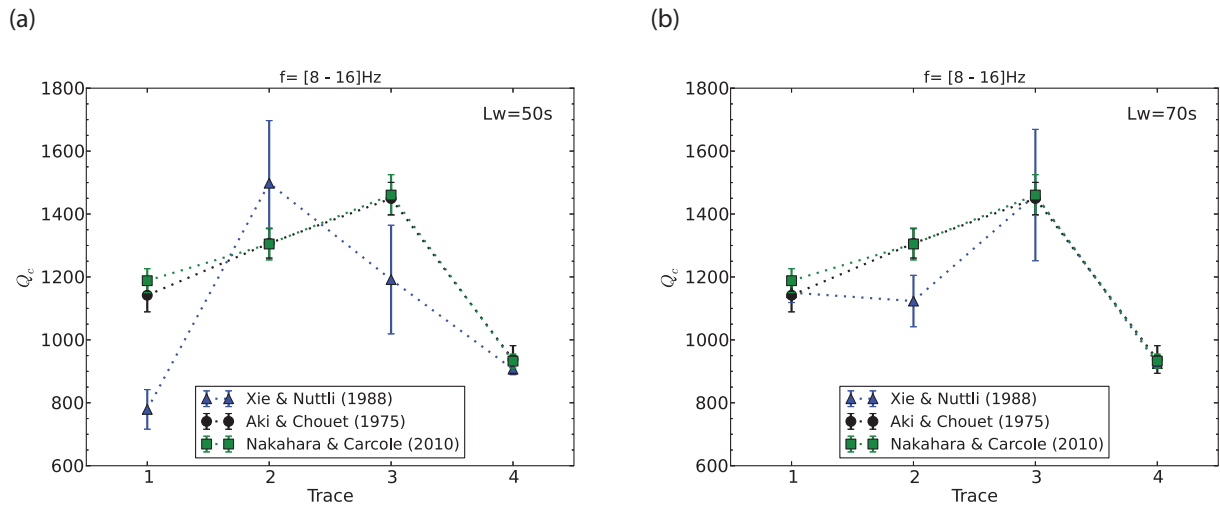 (a)
f= [8 - 16]Hz
Lw=50s
1800
1600
1400
1200
1000
800
600
Qc
Xie & Nuttli (1988)
Aki & Chouet (1975)
Nakahara & Carcole (2010)
1 2 3 4
Trace
(b)
f= [8 - 16]Hz
Lw=70s
1800
1600
1400
1200
1000
800
600
Qc
Xie & Nuttli (1988)
Aki & Chouet (1975)
Nakahara & Carcole (2010)
1 2 3 4
Trace